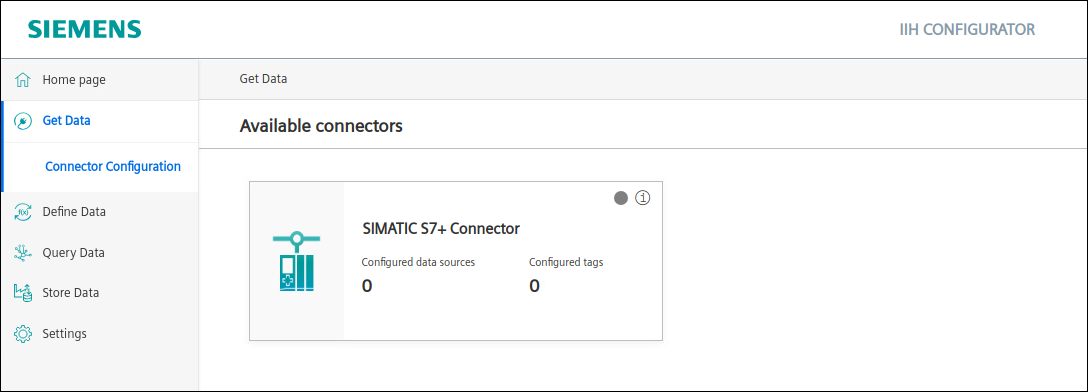 SIEMENS
IIH CONFIGURATOR
Home page
Get Data
Connector Configuration
Define Data
Query Data
Store Data
Settings
Get Data
Available connectors
SIMATIC S7+ Connector
Configured data sources
0
Configured tags
0